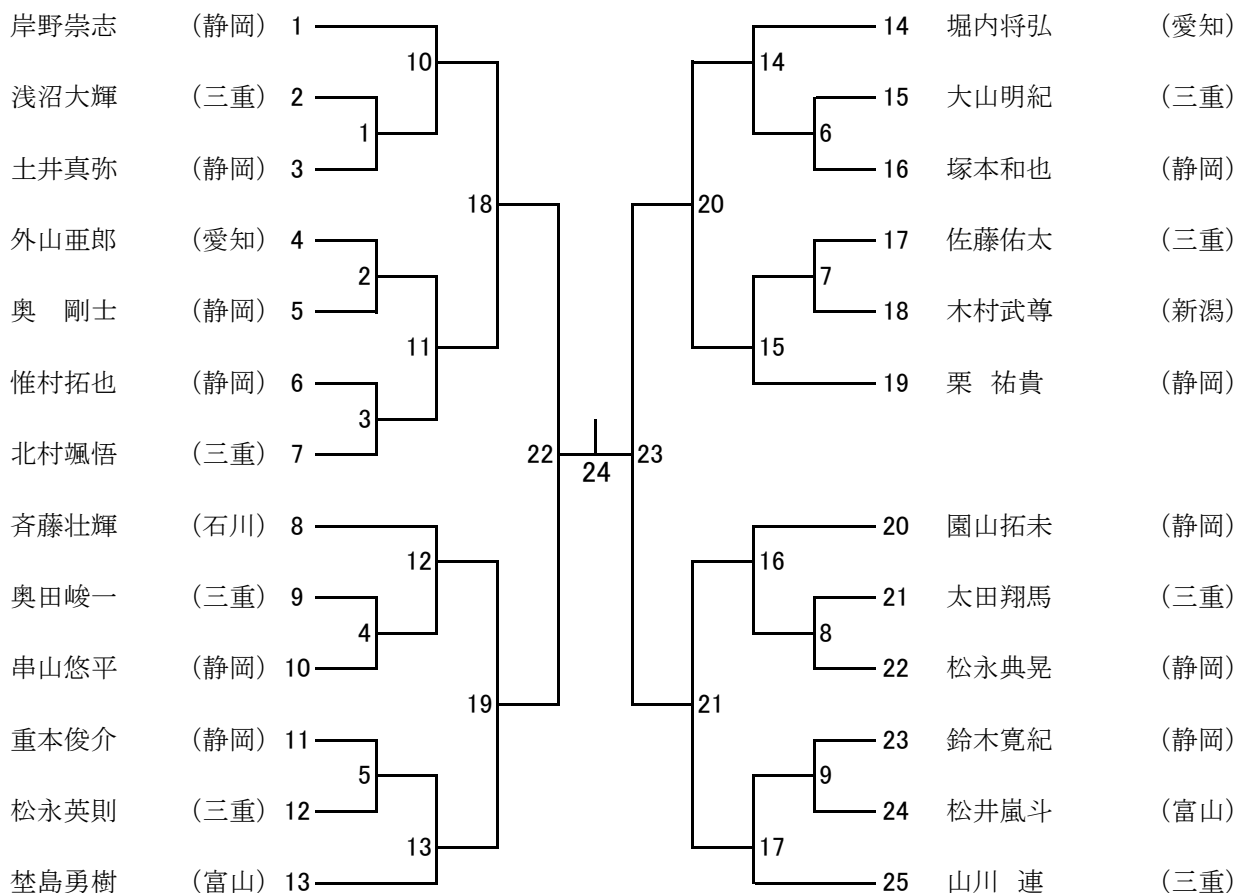 岸野崇志 (静岡) 1 14 堀内将弘 (愛知)
10 14
浅沼大輝 (三重) 2 15 大山明紀 (三重)
1 6
土井真弥 (静岡) 3 16 塚本和也 (静岡)
18 20
外山亜郎 (愛知) 4 17 佐藤佑太 (三重)
2 7
奥 剛士 (静岡) 5 18 木村武尊 (新潟)
11 15
惟村拓也 (静岡) 6 19 栗 祐貴 (静岡)
3
北村颯悟 (三重) 7 22 23
24
斉藤壮輝 (石川) 8 20 園山拓未 (静岡)
12 16
奥田峻一 (三重) 9 21 太田翔馬 (三重)
4 8
串山悠平 (静岡) 10 22 松永典晃 (静岡)
19 21
重本俊介 (静岡) 11 23 鈴木寛紀 (静岡)
5 9
松永英則 (三重) 12 24 松井嵐斗 (富山)
13 17
埜島勇樹 (富山) 13 25 山川 連 (三重)